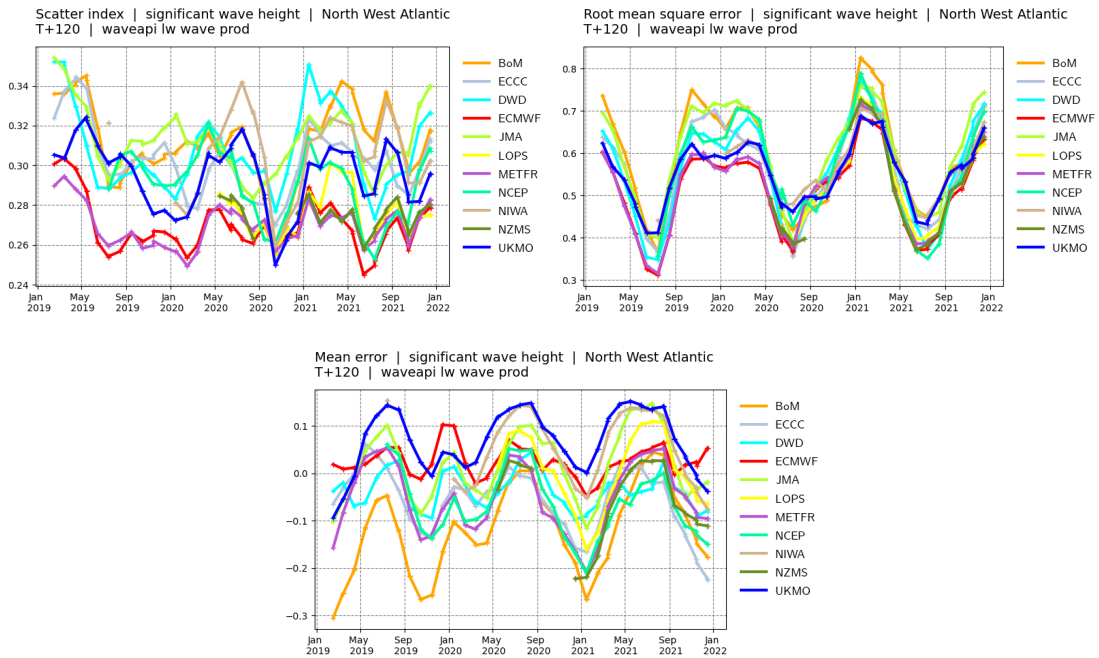 Scatter index | significant wave height | North West Atlantic
T+120 | waveapi lw wave prod
0.34
0.32
0.30
0.28
0.26
0.24
Jan 2019
May 2019
Sep 2019
Jan 2020
May 2020
Sep 2020
Jan 2021
May 2021
Sep 2021
Jan 2022
BoM
ECCC
DWD
ECMWF
JMA
LOPS
METFR
NCEP
NIWA
NZMS
UKMO
Root mean square error | significant wave height | North West Atlantic
T+120 | waveapi lw wave prod
0.8
0.7
0.6
0.5
0.4
0.3
Jan 2019
May 2019
Sep 2019
Jan 2020
May 2020
Sep 2020
Jan 2021
May 2021
Sep 2021
Jan 2022
BoM
ECCC
DWD
ECMWF
JMA
LOPS
METFR
NCEP
NIWA
NZMS
UKMO
Mean error | significant wave height | North West Atlantic
T+120 | waveapi lw wave prod
0.1
0.0
−0.1
−0.2
−0.3
Jan 2019
May 2019
Sep 2019
Jan 2020
May 2020
Sep 2020
Jan 2021
May 2021
Sep 2021
Jan 2022
BoM
ECCC
DWD
ECMWF
JMA
LOPS
METFR
NCEP
NIWA
NZMS
UKMO